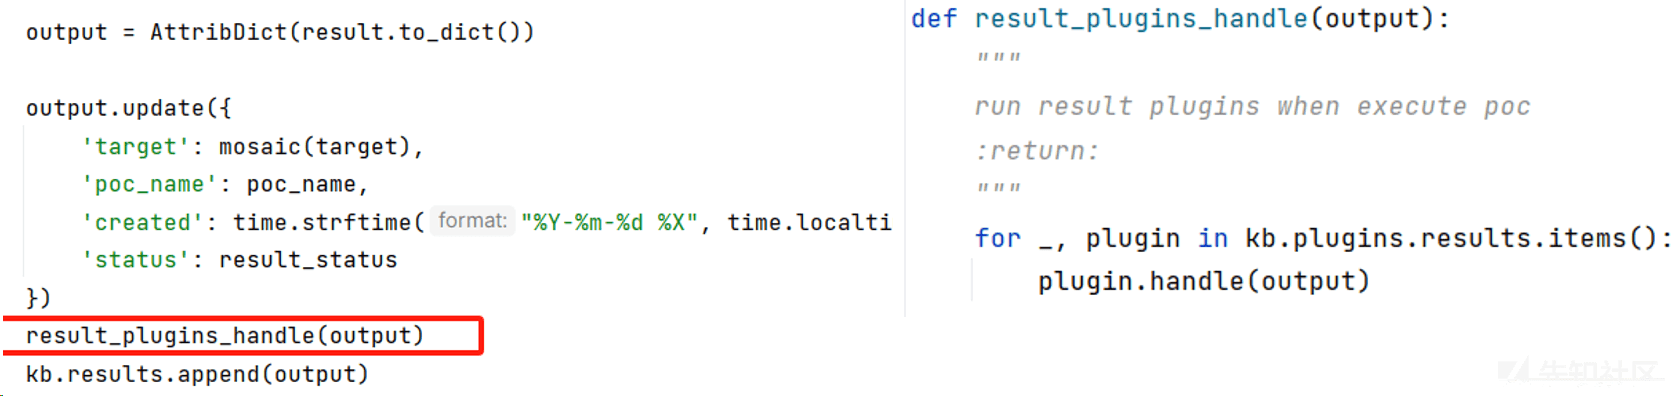 output = AttribDict(result.to_dict())
output.update({
    'target': mosaic(target),
    'poc_name': poc_name,
    'created': time.strftime( format: "%Y-%m-%d %X", time.localti
    'status': result_status
})
result_plugins_handle(output)
kb.results.append(output)
def result_plugins_handle(output):
    """
    run result plugins when execute poc
    :return:
    """
    for _, plugin in kb.plugins.results.items():
        plugin.handle(output)
先知社区